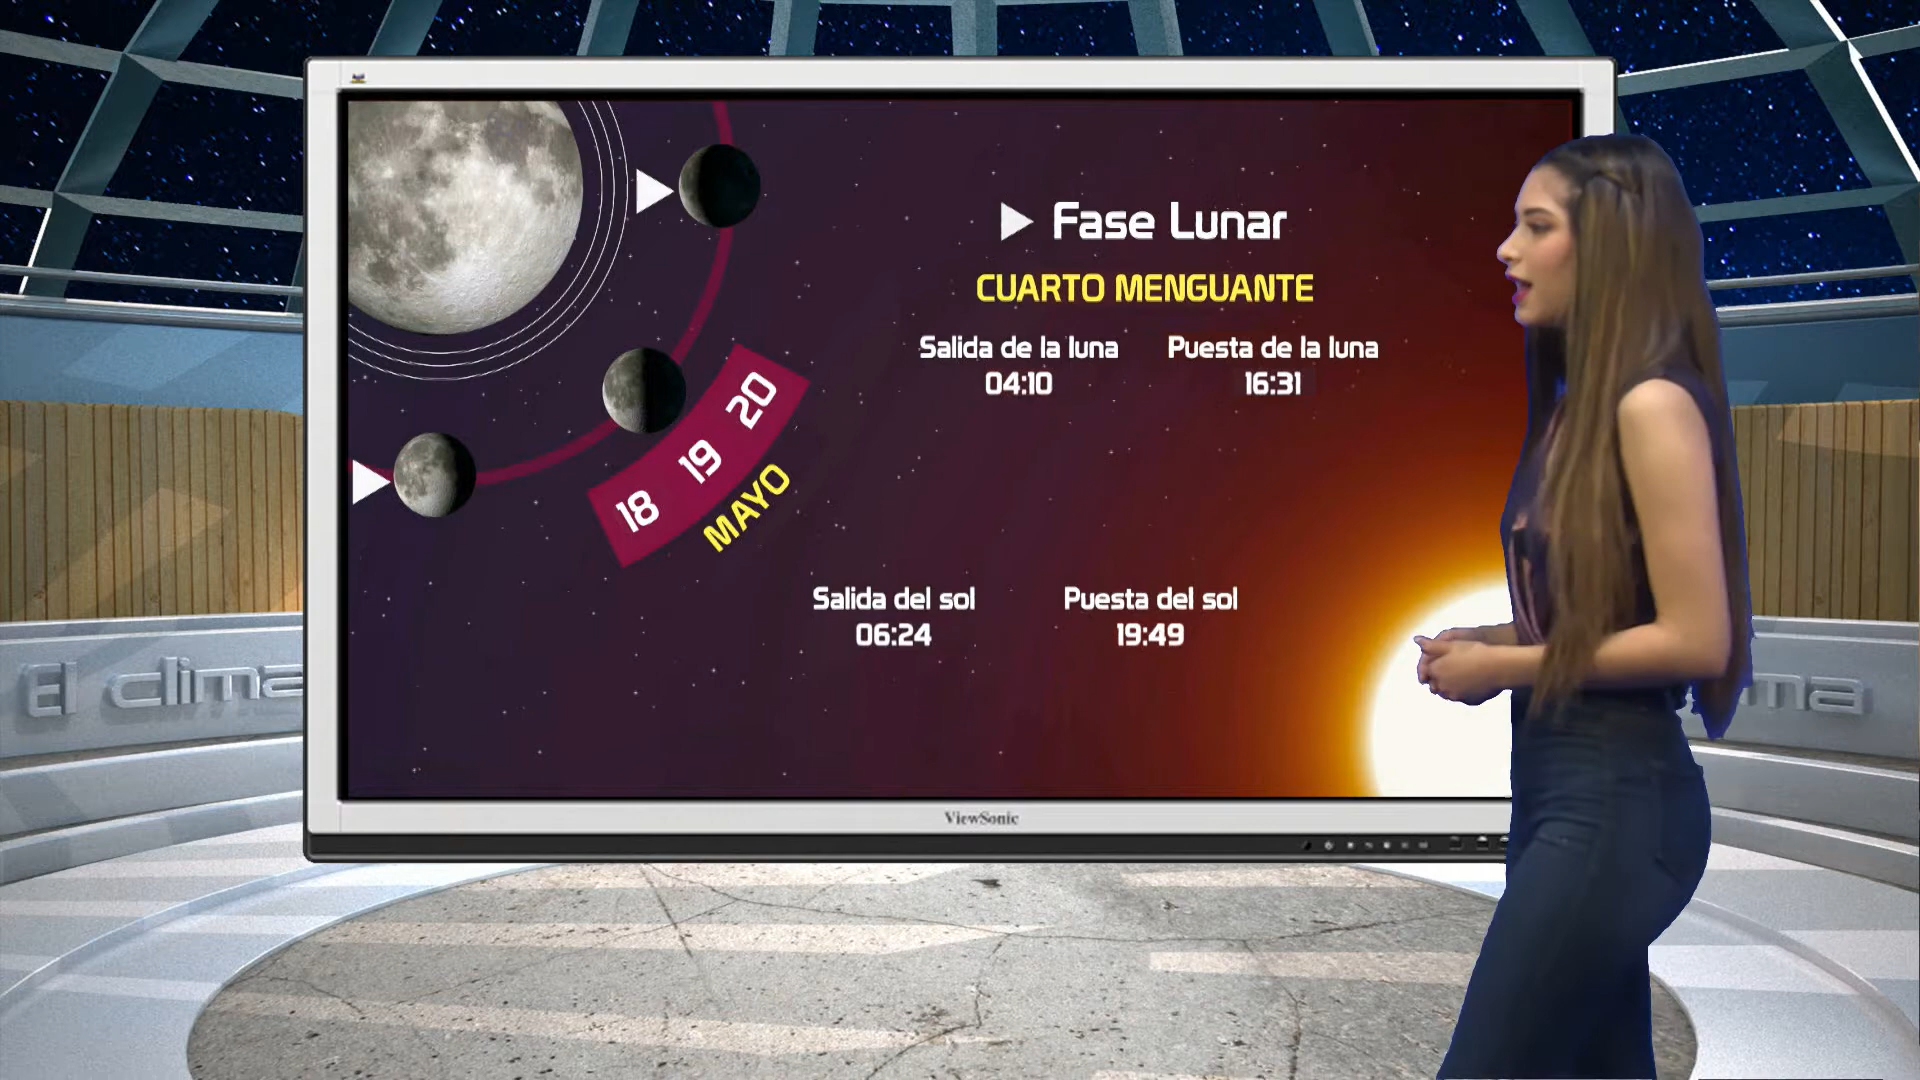 Fase Lunar
CUARTO MENGUANTE
Salida de la luna
04:10
Puesta de la luna
16:31
18 19 20
MAYO
Salida del sol
06:24
Puesta del sol
19:49
El clima
ma
ViewSonic